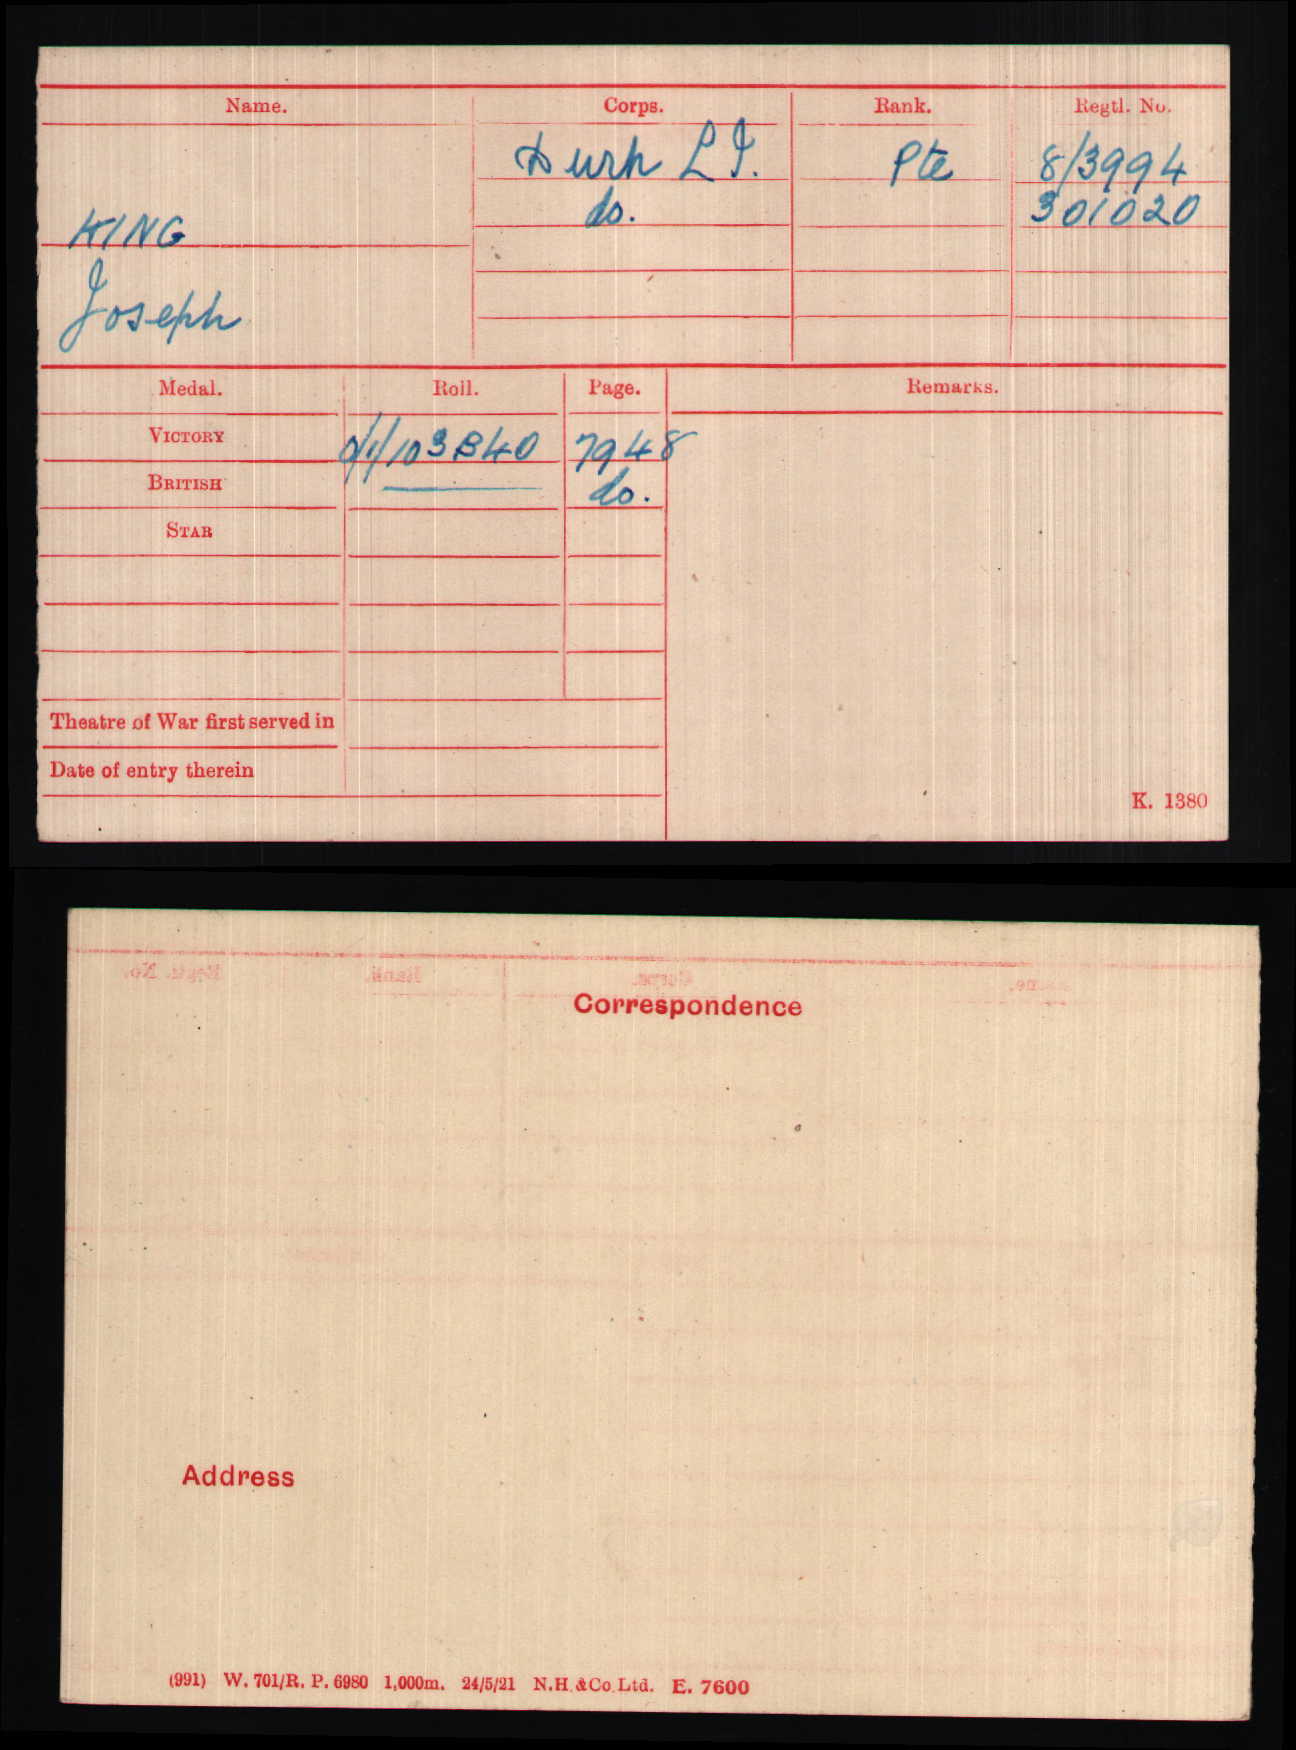 Name. Corps. Rank. Regtl. No.
Durh L I. Pte 8/3994
do. 301020
KING
Joseph
Medal. Roll. Page. Remarks.
VICTORY 0/1/103B40 7948
BRITISH do.
STAR
Theatre of War first served in
Date of entry therein
K. 1380
Correspondence
Address
(991) W. 701/R. P. 6980 1,000m. 24/5/21 N.H.&Co.Ltd. E. 7600